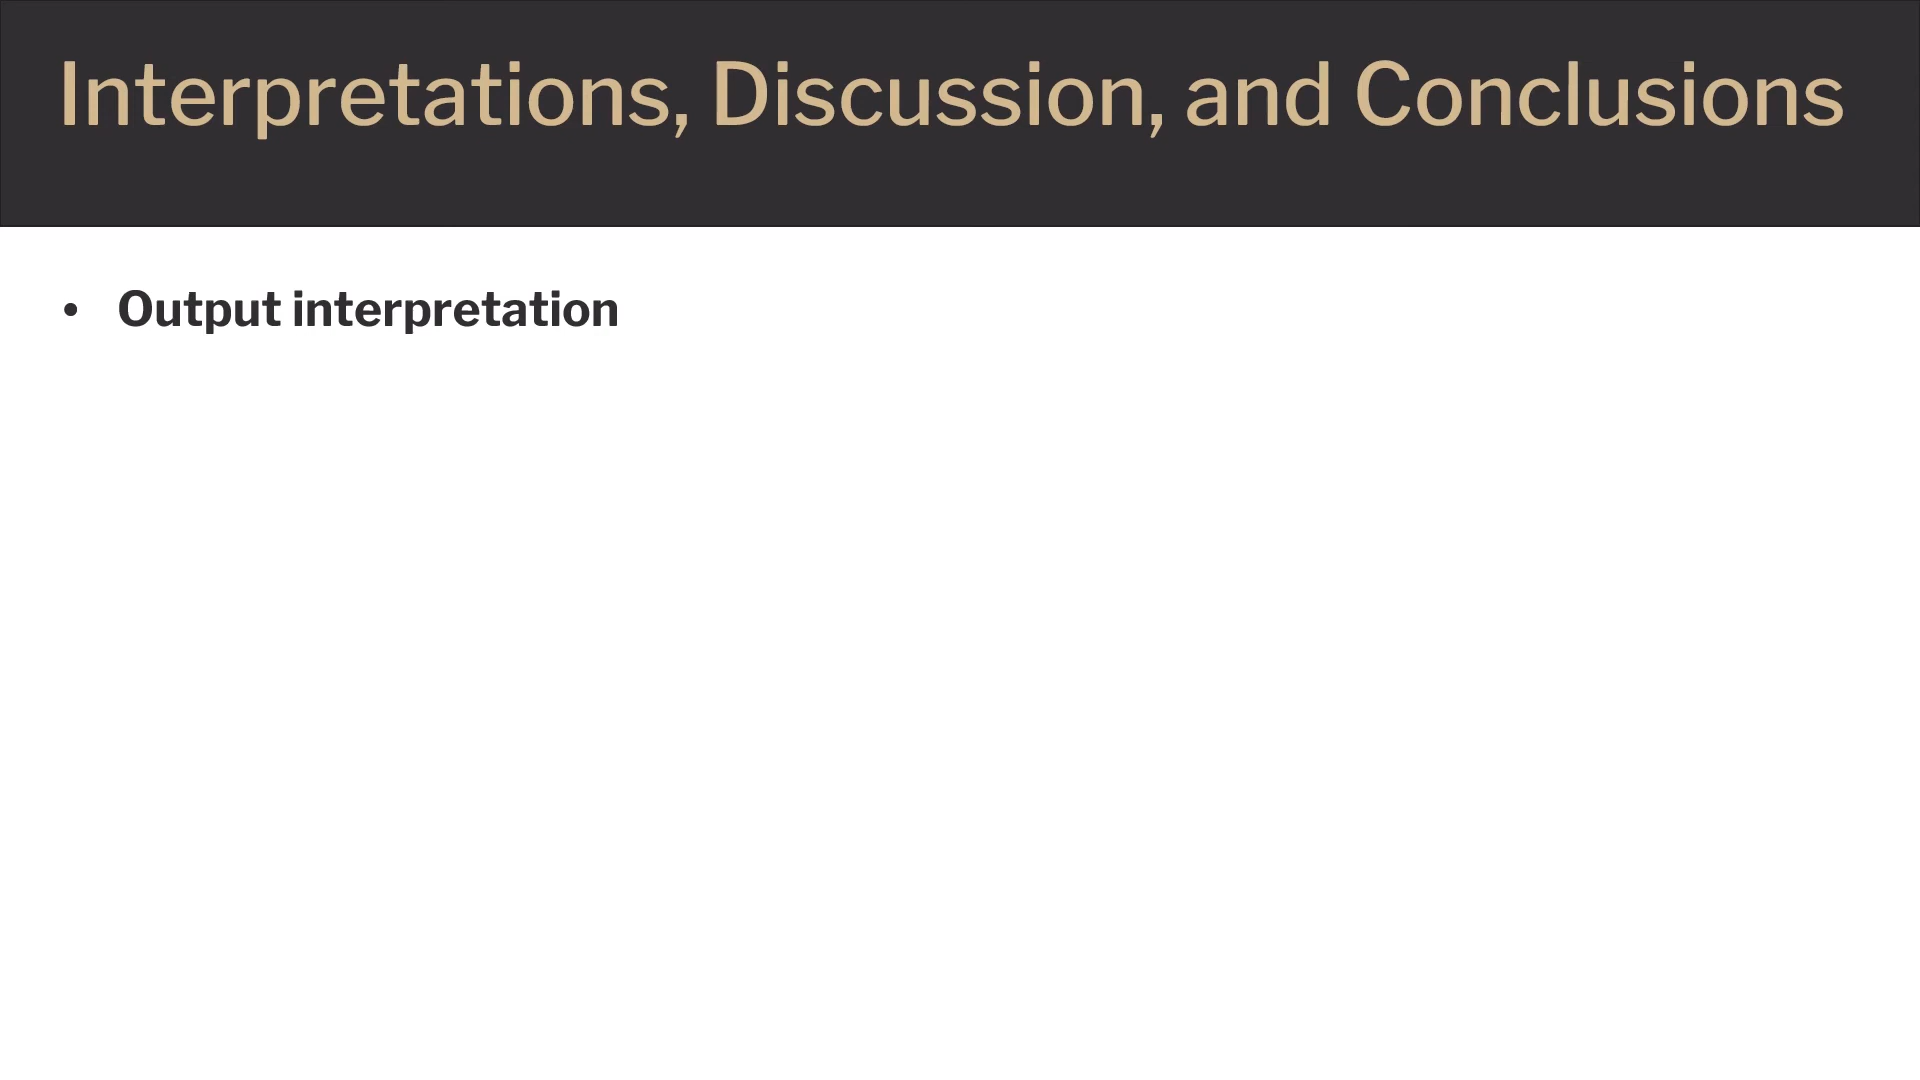 Interpretations, Discussion, and Conclusions
• Output interpretation